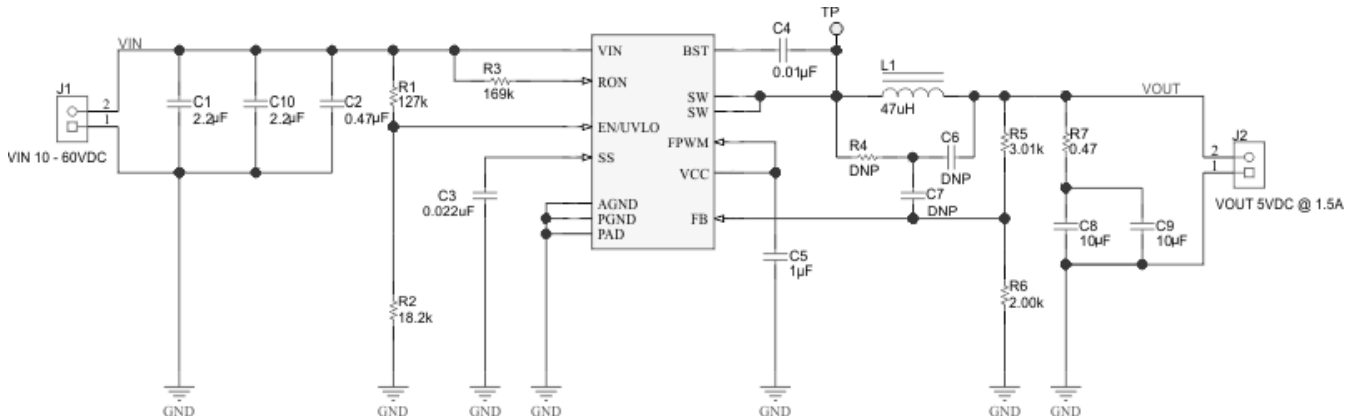 TP
VIN
J1
2
1
VIN 10 - 60VDC
C1
2.2µF
C10
2.2µF
C2
0.47µF
R1
127k
R3
169k
R2
18.2k
C3
0.022uF
VIN
RON
EN/UVLO
SS
AGND
PGND
PAD
BST
SW
SW
FPWM
VCC
FB
C4
0.01µF
L1
47uH
R4
DNP
C6
DNP
C7
DNP
C5
1µF
R5
3.01k
R6
2.00k
R7
0.47
C8
10µF
C9
10µF
VOUT
J2
2
1
VOUT 5VDC @ 1.5A
GND
GND
GND
GND
GND
GND
GND